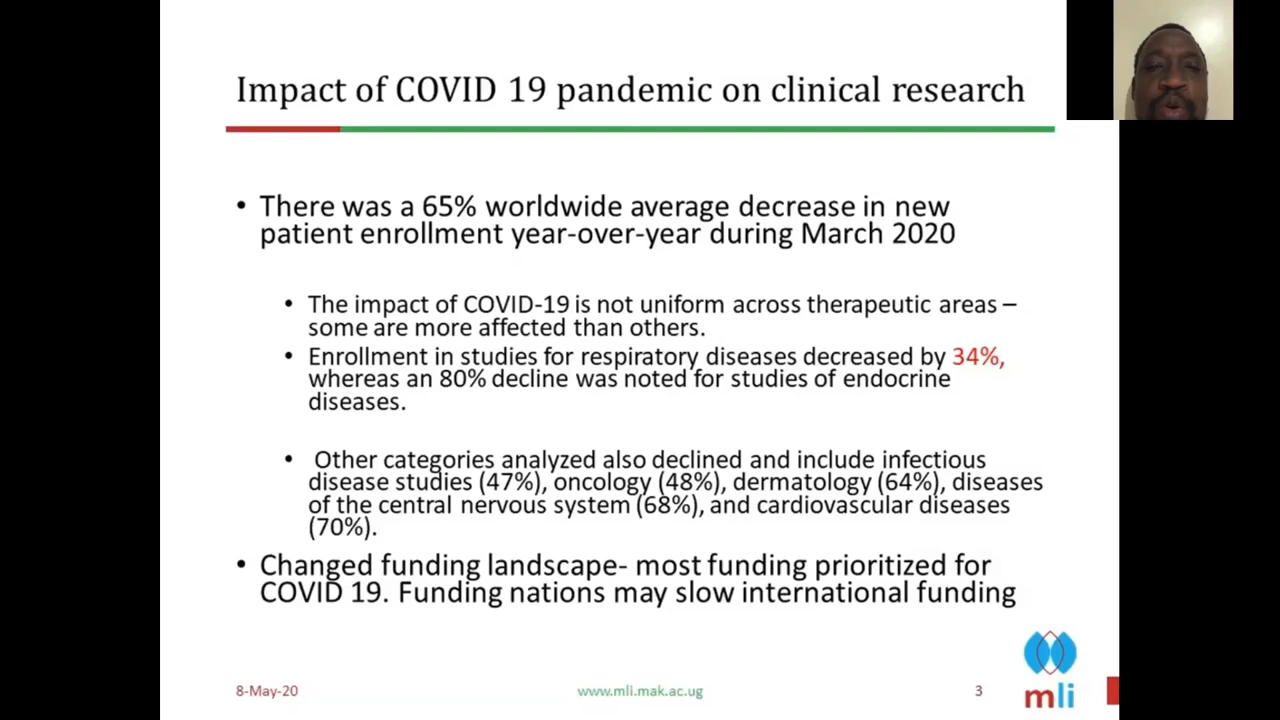 Impact of COVID 19 pandemic on clinical research
• There was a 65% worldwide average decrease in new
patient enrollment year-over-year during March 2020
• The impact of COVID-19 is not uniform across therapeutic areas –
some are more affected than others.
• Enrollment in studies for respiratory diseases decreased by 34%,
whereas an 80% decline was noted for studies of endocrine
diseases.
• Other categories analyzed also declined and include infectious
disease studies (47%), oncology (48%), dermatology (64%), diseases
of the central nervous system (68%), and cardiovascular diseases
(70%).
• Changed funding landscape- most funding prioritized for
COVID 19. Funding nations may slow international funding
8-May-20
www.mli.mak.ac.ug
3
mli